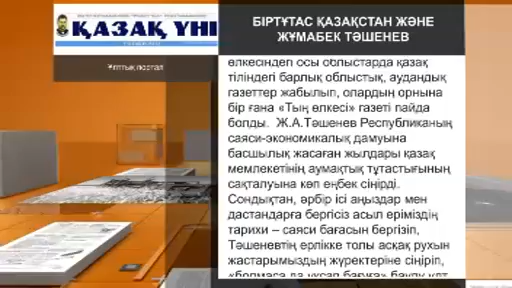 ҚАЗАҚ ҮНІ
Ұлттық портал
БІРТҰТАС ҚАЗАҚСТАН ЖӘНЕ
ЖҰМАБЕК ТӘШЕНЕВ
өлкесіндегі осы облыстарда қазақ
тіліндегі барлық облыстық, аудандық
газеттер жабылып, олардың орнына
бір ғана «Тың өлкесі» газеті пайда
болды. Ж.А.Тәшенев Республиканың
саяси-экономикалық дамуына
басшылық жасаған жылдары қазақ
мемлекетінің аумақтық тұтастығының
сақталуына көп еңбек сіңірді.
Сондықтан, әрбір ісі аңыздар мен
дастандарға бергісіз асыл еріміздің
тарихи – саяси бағасын бергізіп,
Тәшеневтің ерлікке толы асқақ рухын
жастарымыздың жүректеріне сіңіріп,